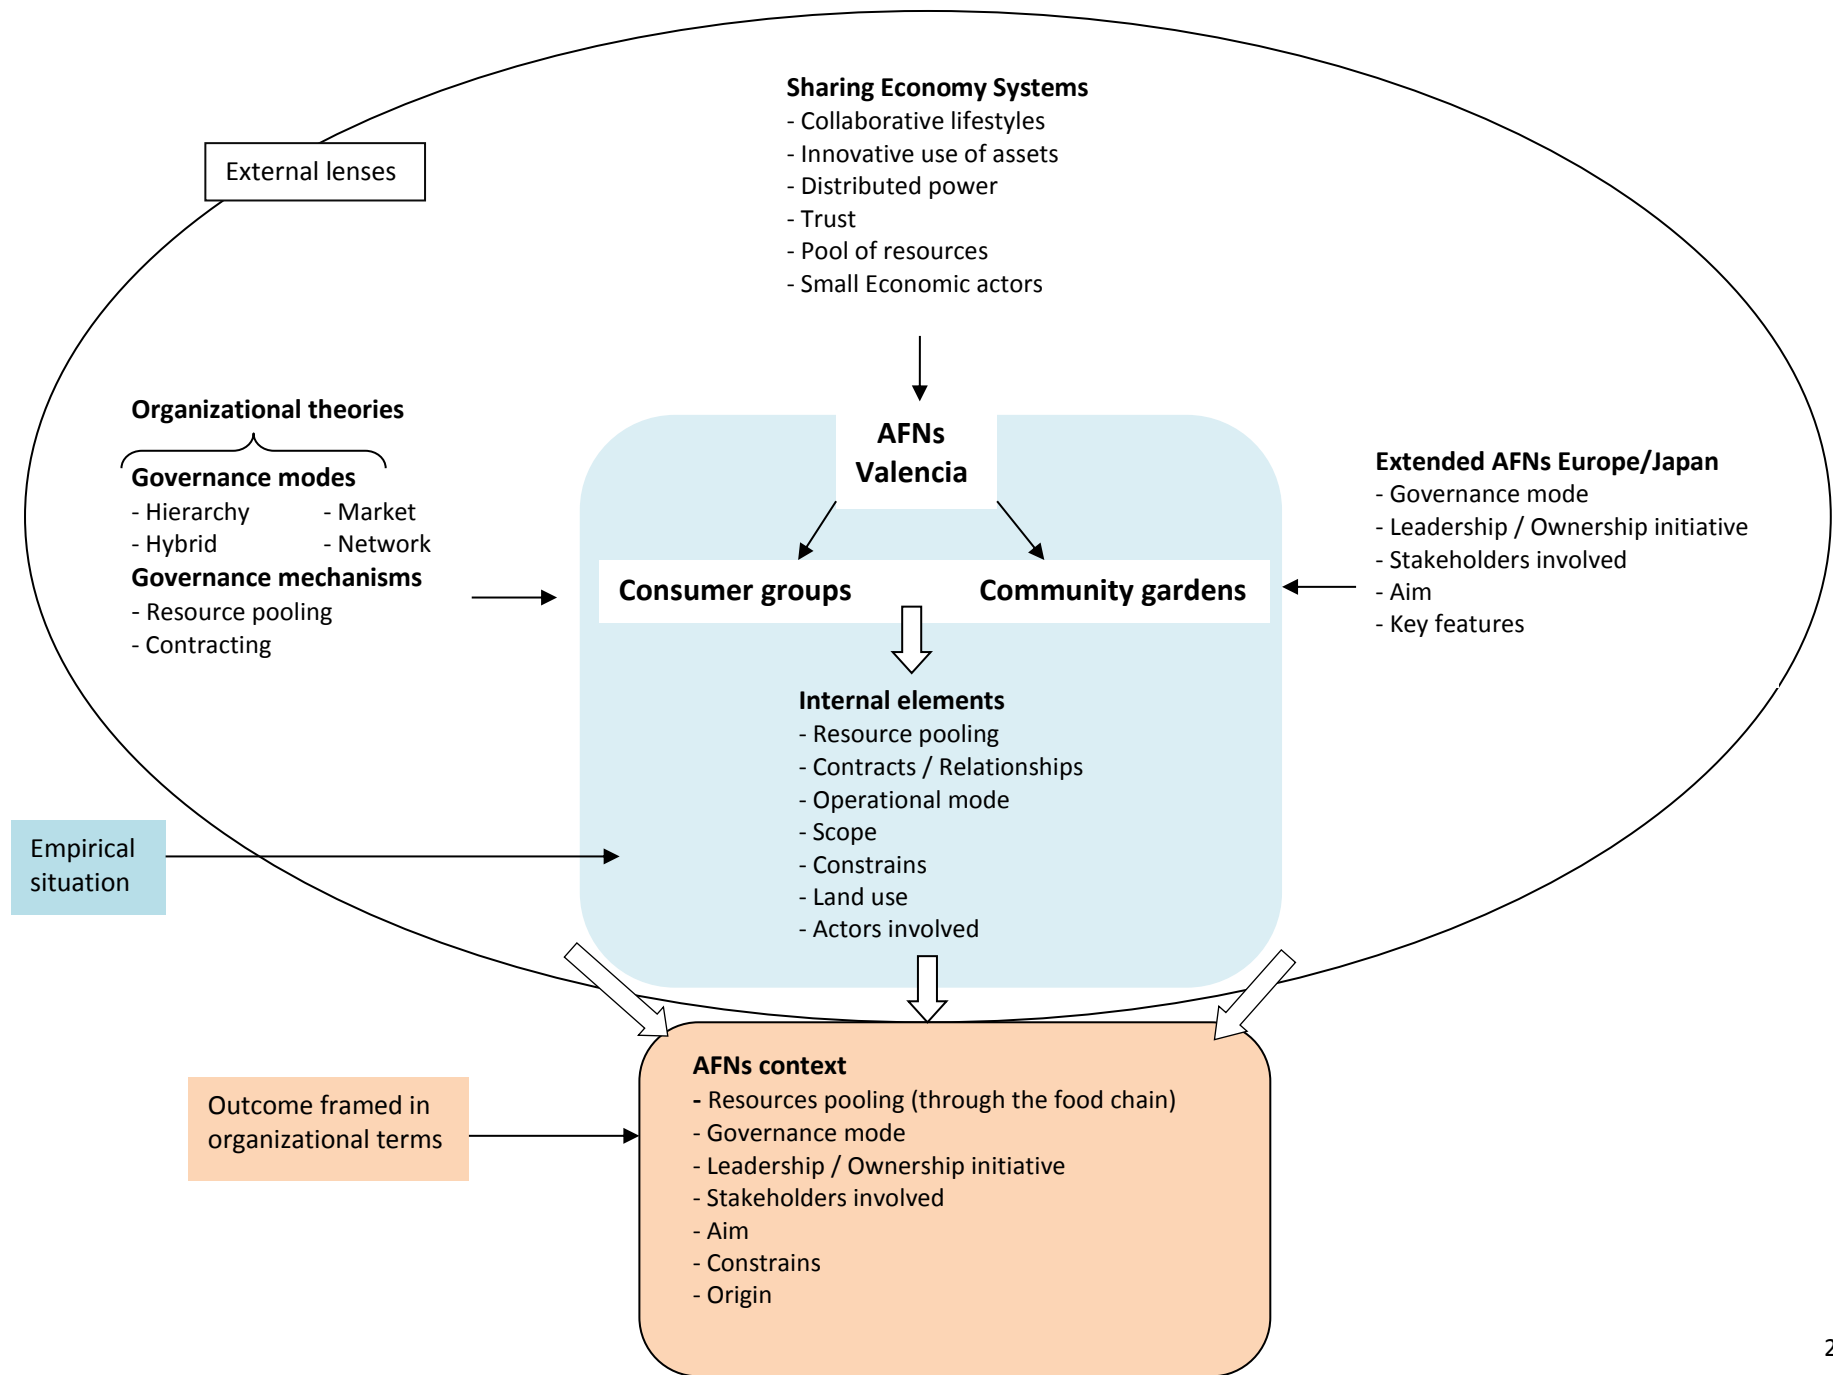 Sharing Economy Systems
- Collaborative lifestyles
- Innovative use of assets
- Distributed power
- Trust
- Pool of resources
- Small Economic actors
External lenses
Organizational theories
Governance modes
- Hierarchy - Market
- Hybrid - Network
Governance mechanisms
- Resource pooling
- Contracting
AFNs
Valencia
Consumer groups Community gardens
Extended AFNs Europe/Japan
- Governance mode
- Leadership / Ownership initiative
- Stakeholders involved
- Aim
- Key features
Internal elements
- Resource pooling
- Contracts / Relationships
- Operational mode
- Scope
- Constrains
- Land use
- Actors involved
Empirical
situation
Outcome framed in
organizational terms
AFNs context
- Resources pooling (through the food chain)
- Governance mode
- Leadership / Ownership initiative
- Stakeholders involved
- Aim
- Constrains
- Origin
2